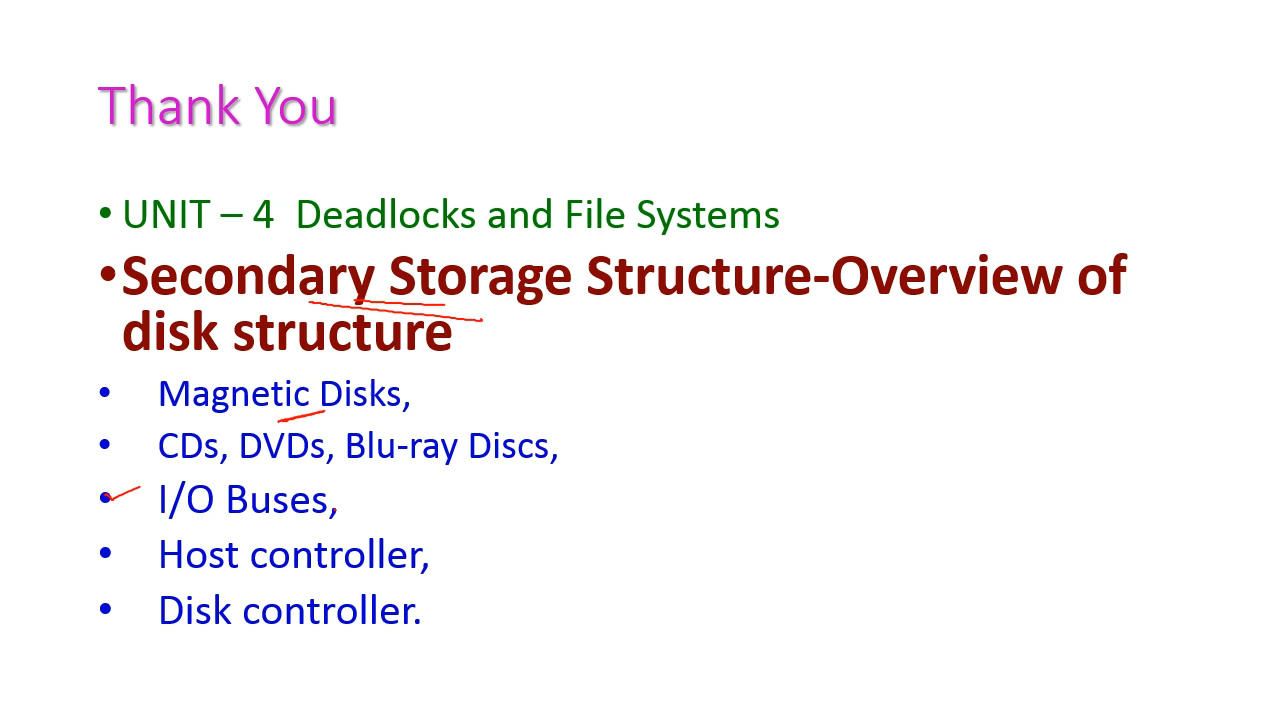 Thank You
• UNIT – 4 Deadlocks and File Systems
•Secondary Storage Structure-Overview of
disk structure
• Magnetic Disks,
• CDs, DVDs, Blu-ray Discs,
• I/O Buses,
• Host controller,
• Disk controller.